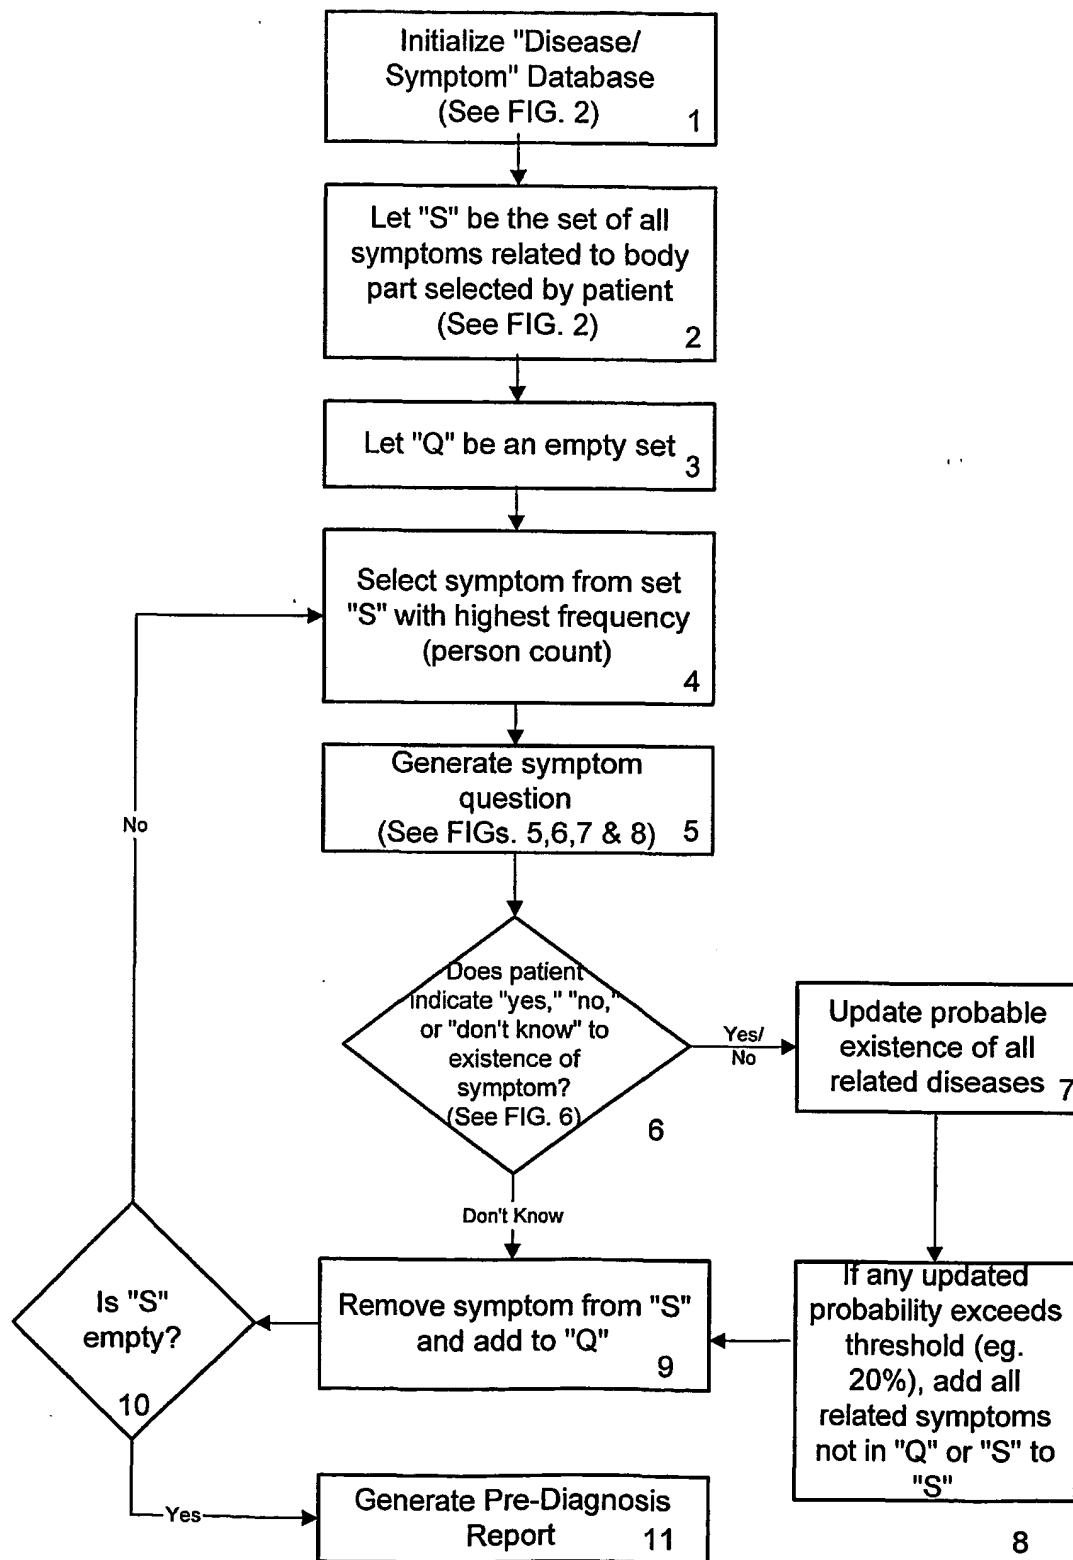 Initialize "Disease/
Symptom" Database
(See FIG. 2)
1
Let "S" be the set of all
symptoms related to body
part selected by patient
(See FIG. 2)
2
Let "Q" be an empty set
3
Select symptom from set
"S" with highest frequency
(person count)
4
Generate symptom
question
(See FIGs. 5,6,7 & 8)
5
No
Does patient
indicate "yes," "no,"
or "don't know" to
existence of
symptom?
(See FIG. 6)
6
Yes/
No
Update probable
existence of all
related diseases
7
Don't Know
If any updated
probability exceeds
threshold (eg.
20%), add all
related symptoms
not in "Q" or "S" to
"S"
8
Remove symptom from "S"
and add to "Q"
9
Is "S"
empty?
10
Yes
Generate Pre-Diagnosis
Report
11